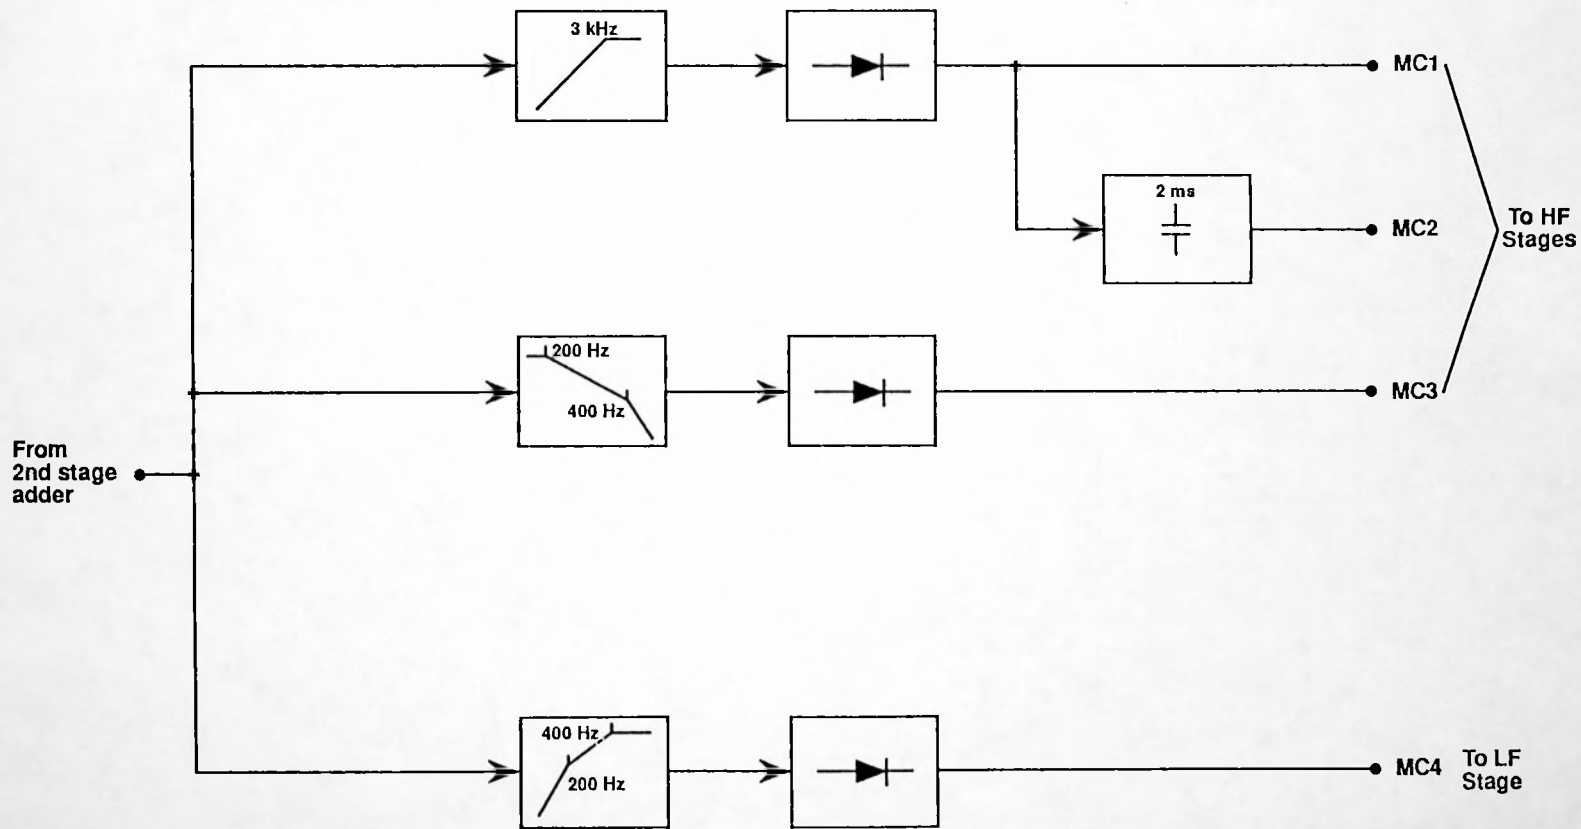 3 kHz
MC1
2 ms
MC2
To HF
Stages
200 Hz
400 Hz
MC3
From
2nd stage
adder
400 Hz
200 Hz
MC4
To LF
Stage